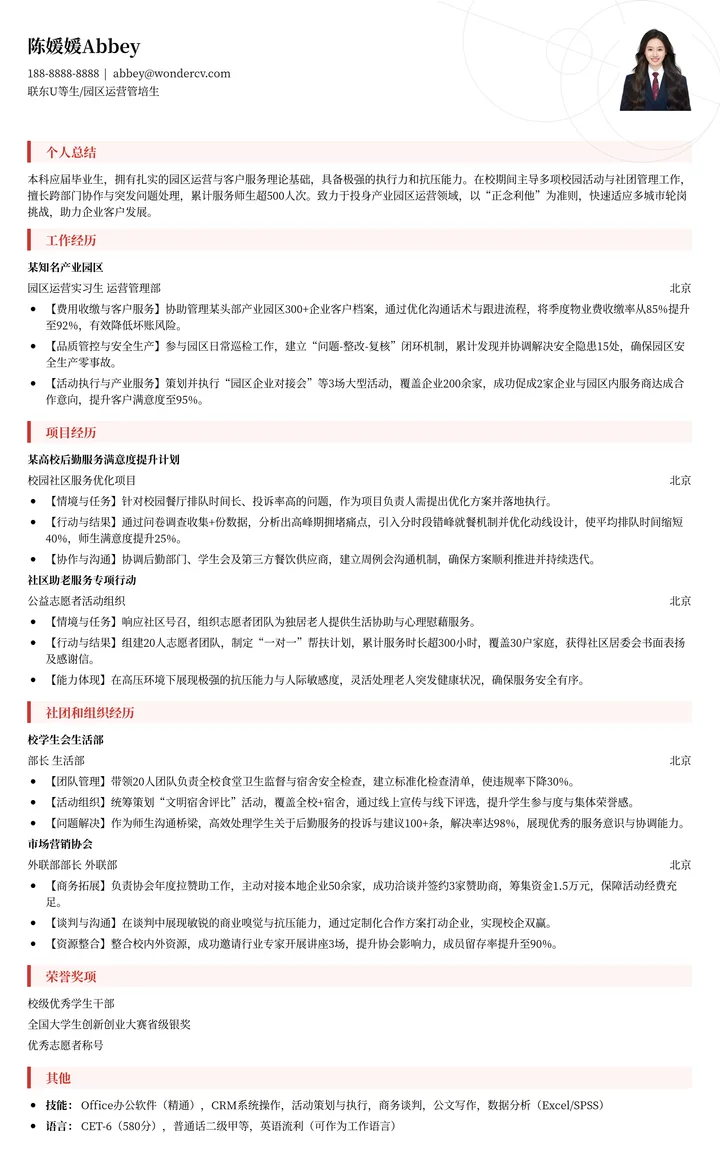 陈媛媛Abbey
188-8888-8888 | abbey@wondercv.com
联东U等生/园区运营管培生
个人总结
本科应届毕业生，拥有扎实的园区运营与客户服务理论基础，具备极强的执行力和抗压能力。在校期间主导多项校园活动与社团管理工作，
擅长跨部门协作与突发问题处理，累计服务师生超500人次。致力于投身产业园区运营领域，以“正念利他”为准则，快速适应多城市轮岗
挑战，助力企业客户发展。
工作经历
某知名产业园区
园区运营实习生 运营管理部 北京
• 【费用收缴与客户服务】协助管理某头部产业园区300+企业客户档案，通过优化沟通话术与跟进流程，将季度物业费收缴率从85%提升
至92%，有效降低坏账风险。
• 【品质管控与安全生产】参与园区日常巡检工作，建立“问题-整改-复核”闭环机制，累计发现并协调解决安全隐患15处，确保园区安
全生产零事故。
• 【活动执行与产业服务】策划并执行“园区企业对接会”等3场大型活动，覆盖企业200余家，成功促成2家企业与园区内服务商达成合
作意向，提升客户满意度至95%。
项目经历
某高校后勤服务满意度提升计划
校园社区服务优化项目 北京
• 【情境与任务】针对校园餐厅排队时间长、投诉率高的问题，作为项目负责人需提出优化方案并落地执行。
• 【行动与结果】通过问卷调查收集+份数据，分析出高峰期拥堵痛点，引入分时段错峰就餐机制并优化动线设计，使平均排队时间缩短
40%，师生满意度提升25%。
• 【协作与沟通】协调后勤部门、学生会及第三方餐饮供应商，建立周例会沟通机制，确保方案顺利推进并持续迭代。
社区助老服务专项行动
公益志愿者活动组织 北京
• 【情境与任务】响应社区号召，组织志愿者团队为独居老人提供生活协助与心理慰藉服务。
• 【行动与结果】组建20人志愿者团队，制定“一对一”帮扶计划，累计服务时长超300小时，覆盖30户家庭，获得社区居委会书面表扬
及感谢信。
• 【能力体现】在高压环境下展现极强的抗压能力与人际敏感度，灵活处理老人突发健康状况，确保服务安全有序。
社团和组织经历
校学生会生活部
部长 生活部 北京
• 【团队管理】带领20人团队负责全校食堂卫生监督与宿舍安全检查，建立标准化检查清单，使违规率下降30%。
• 【活动组织】统筹策划“文明宿舍评比”活动，覆盖全校+宿舍，通过线上宣传与线下评选，提升学生参与度与集体荣誉感。
• 【问题解决】作为师生沟通桥梁，高效处理学生关于后勤服务的投诉与建议100+条，解决率达98%，展现优秀的服务意识与协调能力。
市场营销协会
外联部部长 外联部 北京
• 【商务拓展】负责协会年度拉赞助工作，主动对接本地企业50余家，成功洽谈并签约3家赞助商，筹集资金1.5万元，保障活动经费充
足。
• 【谈判与沟通】在谈判中展现敏锐的商业嗅觉与抗压能力，通过定制化合作方案打动企业，实现校企双赢。
• 【资源整合】整合校内外资源，成功邀请行业专家开展讲座3场，提升协会影响力，成员留存率提升至90%。
荣誉奖项
校级优秀学生干部
全国大学生创新创业大赛省级银奖
优秀志愿者称号
其他
• 技能： Office办公软件（精通），CRM系统操作，活动策划与执行，商务谈判，公文写作，数据分析（Excel/SPSS）
• 语言： CET-6（580分），普通话二级甲等，英语流利（可作为工作语言）